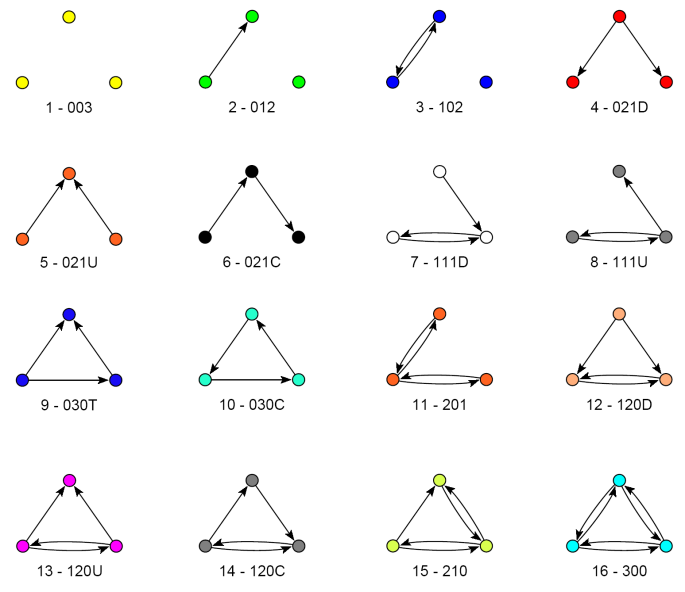 1 - 003
2 - 012
3 - 102
4 - 021D
5 - 021U
6 - 021C
7 - 111D
8 - 111U
9 - 030T
10 - 030C
11 - 201
12 - 120D
13 - 120U
14 - 120C
15 - 210
16 - 300